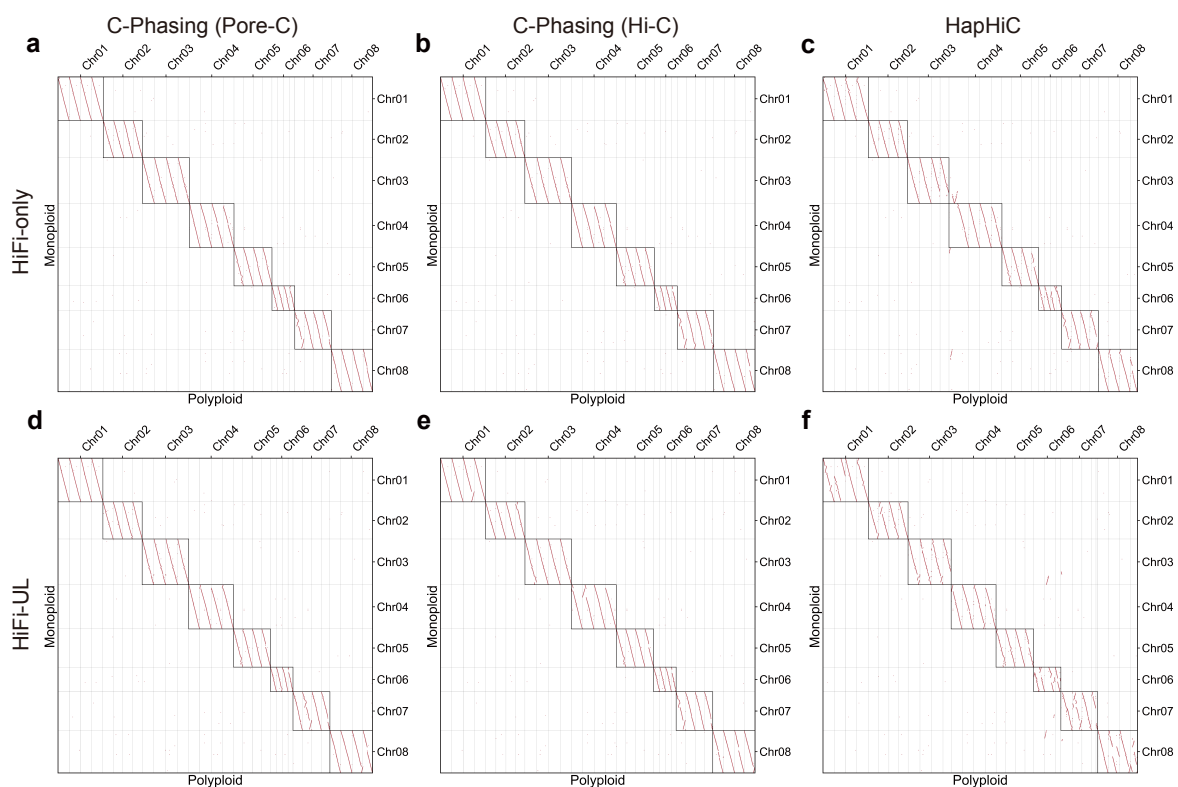 C-Phasing (Pore-C)
C-Phasing (Hi-C)
HapHiC
a
Chr01 Chr02 Chr03 Chr04 Chr05 Chr06 Chr07 Chr08
b
Chr01 Chr02 Chr03 Chr04 Chr05 Chr06 Chr07 Chr08
c
Chr01 Chr02 Chr03 Chr04 Chr05 Chr06 Chr07 Chr08
HiFi-only
Monoploid
Chr01
Chr02
Chr03
Chr04
Chr05
Chr06
Chr07
Chr08
Polyploid
Monoploid
Chr01
Chr02
Chr03
Chr04
Chr05
Chr06
Chr07
Chr08
Polyploid
Monoploid
Chr01
Chr02
Chr03
Chr04
Chr05
Chr06
Chr07
Chr08
Polyploid
d
Chr01 Chr02 Chr03 Chr04 Chr05 Chr06 Chr07 Chr08
e
Chr01 Chr02 Chr03 Chr04 Chr05 Chr06 Chr07 Chr08
f
Chr01 Chr02 Chr03 Chr04 Chr05 Chr06 Chr07 Chr08
HiFi-UL
Monoploid
Chr01
Chr02
Chr03
Chr04
Chr05
Chr06
Chr07
Chr08
Polyploid
Monoploid
Chr01
Chr02
Chr03
Chr04
Chr05
Chr06
Chr07
Chr08
Polyploid
Monoploid
Chr01
Chr02
Chr03
Chr04
Chr05
Chr06
Chr07
Chr08
Polyploid